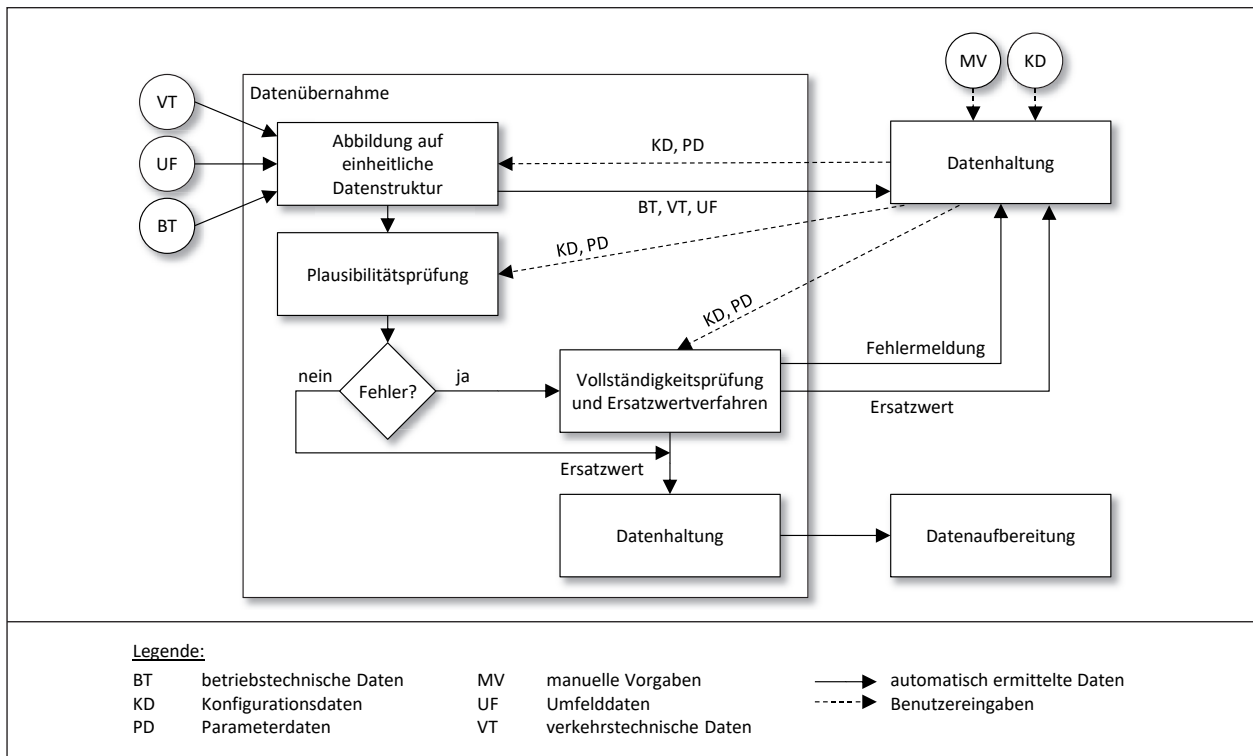 MV
KD
VT
Datenübernahme
Abbildung auf
einheitliche
Datenstruktur
KD, PD
Datenhaltung
UF
BT, VT, UF
BT
KD, PD
Plausibilitätsprüfung
KD, PD
Fehlermeldung
nein
Fehler?
ja
Vollständigkeitsprüfung
und Ersatzwertverfahren
Ersatzwert
Ersatzwert
Datenhaltung
Datenaufbereitung
Legende:
BT betriebstechnische Daten
KD Konfigurationsdaten
PD Parameterdaten
MV manuelle Vorgaben
UF Umfelddaten
VT verkehrstechnische Daten
automatisch ermittelte Daten
Benutzereingaben